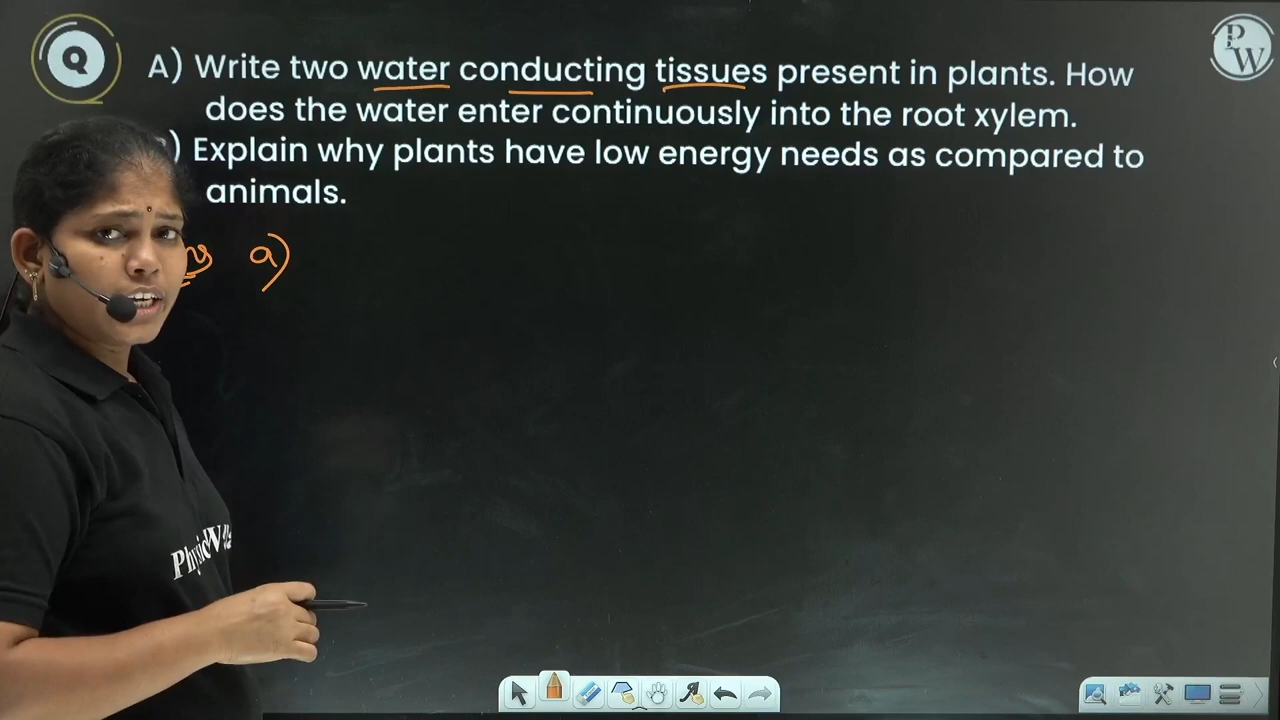 Q
A) Write two water conducting tissues present in plants. How
does the water enter continuously into the root xylem.
) Explain why plants have low energy needs as compared to
animals.
a)
P
W